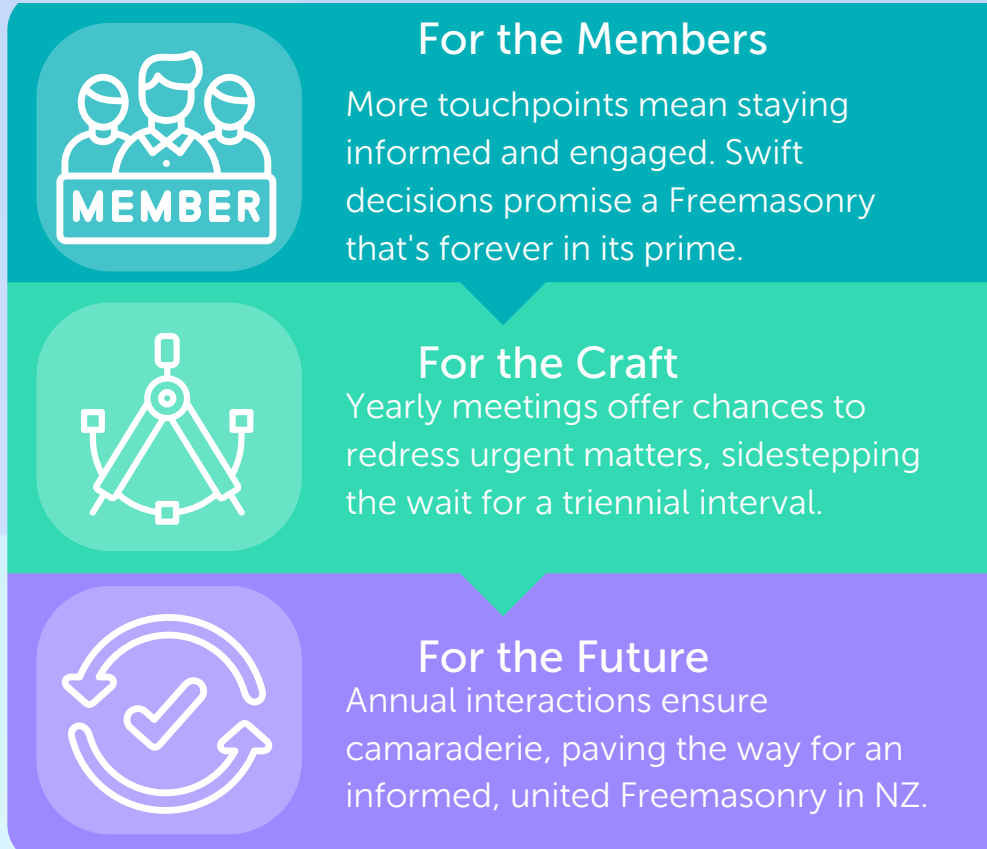 For the Members
More touchpoints mean staying
informed and engaged. Swift
decisions promise a Freemasonry
that's forever in its prime.
MEMBER
For the Craft
Yearly meetings offer chances to
redress urgent matters, sidestepping
the wait for a triennial interval.
For the Future
Annual interactions ensure
camaraderie, paving the way for an
informed, united Freemasonry in NZ.